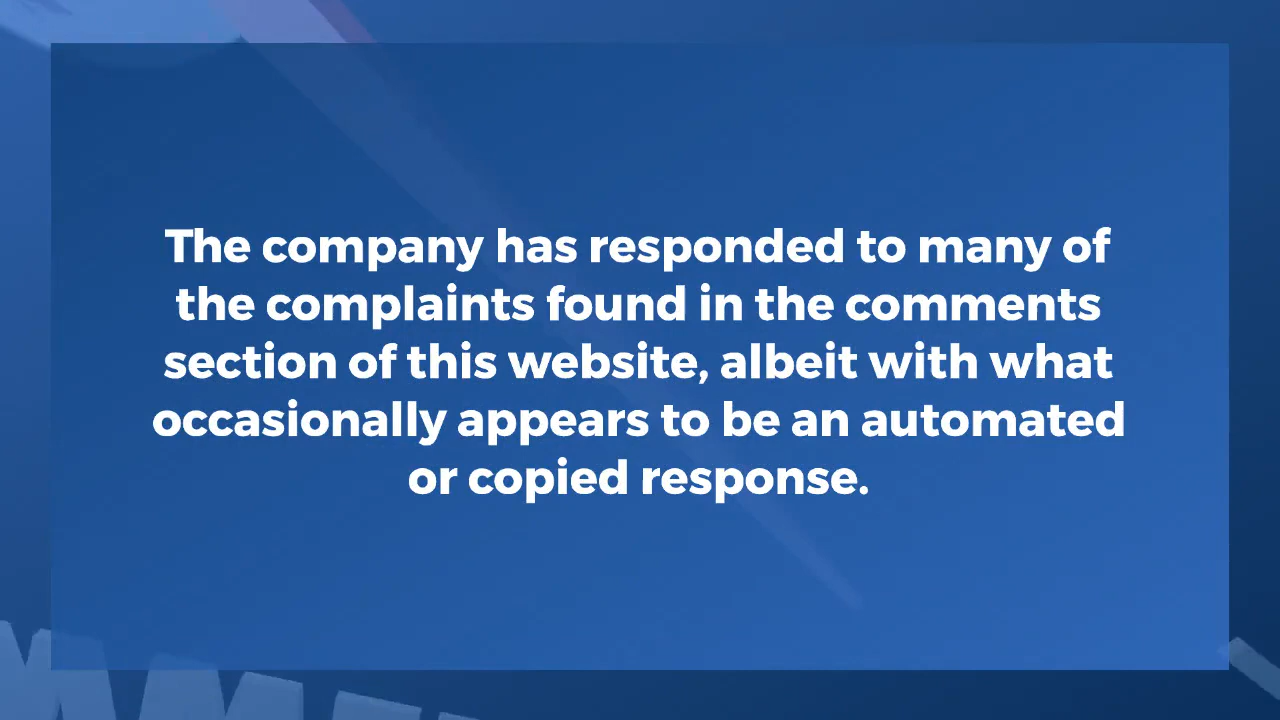 The company has responded to many of
the complaints found in the comments
section of this website, albeit with what
occasionally appears to be an automated
or copied response.